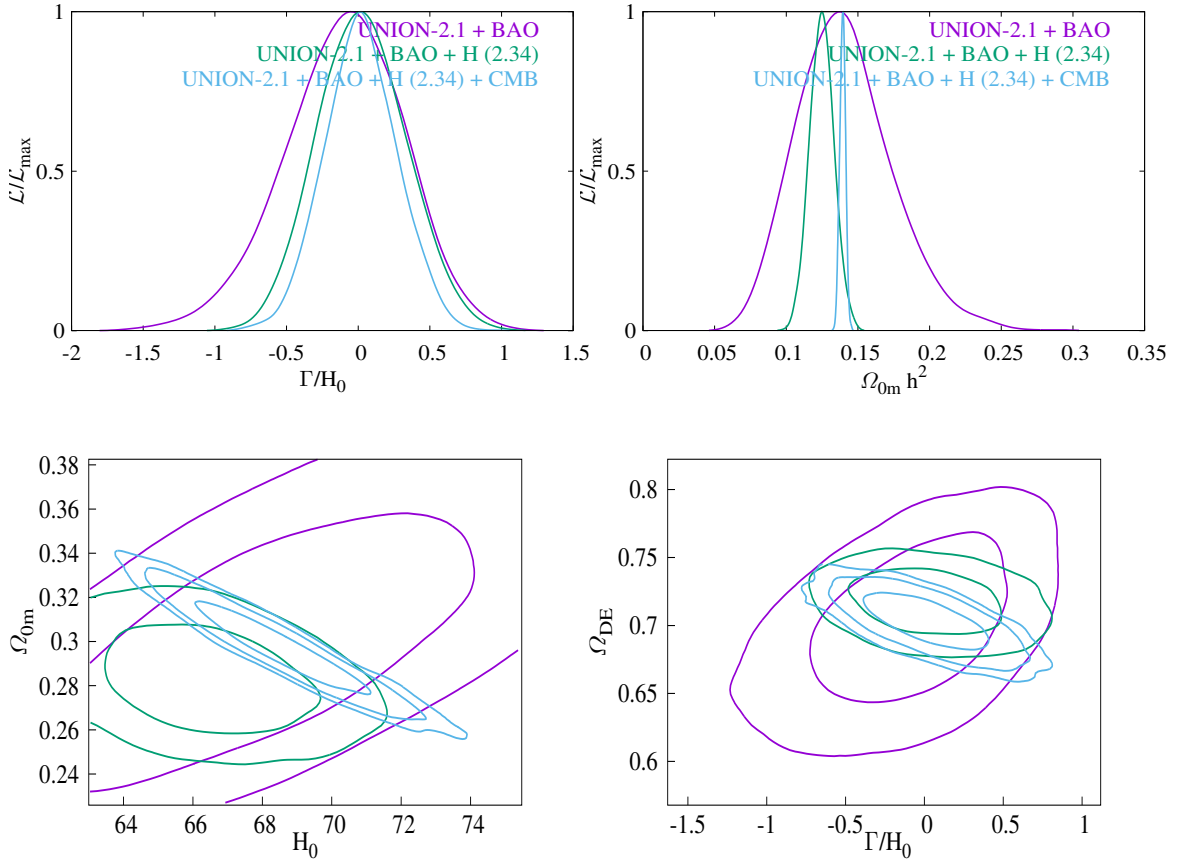 UNION-2.1 + BAO
UNION-2.1 + BAO + H (2.34)
UNION-2.1 + BAO + H (2.34) + CMB
1
0.5
0
ℒ/ℒmax
-2 -1.5 -1 -0.5 0 0.5 1 1.5
Γ/H0
UNION-2.1 + BAO
UNION-2.1 + BAO + H (2.34)
UNION-2.1 + BAO + H (2.34) + CMB
1
0.5
0
ℒ/ℒmax
0 0.05 0.1 0.15 0.2 0.25 0.3 0.35
Ω0m h²
0.38
0.36
0.34
0.32
0.3
0.28
0.26
0.24
Ω0m
64 66 68 70 72 74
H0
0.8
0.75
0.7
0.65
0.6
ΩDE
-1.5 -1 -0.5 0 0.5 1
Γ/H0